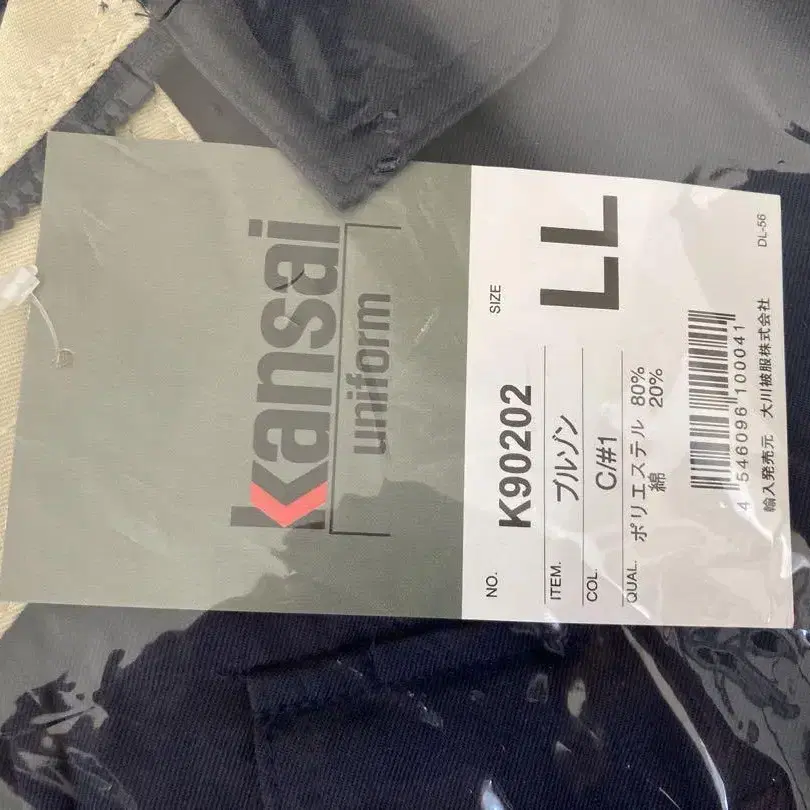 kansai
uniform
NO. K90202
SIZE LL
ITEM. ブルゾン
COL. C/#1
QUAL. ポリエステル 80%
綿 20%
4 546096 100041
輸入発売元 大川被服株式会社
DL-56